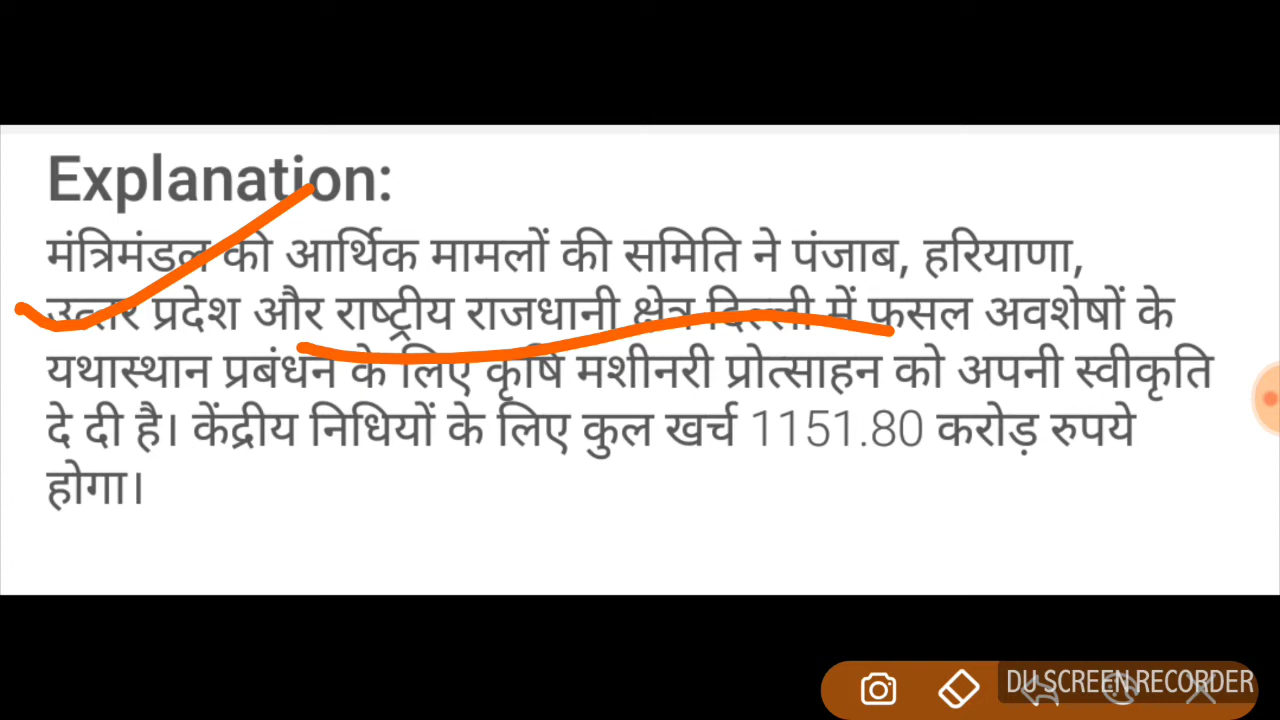 Explanation:
मंत्रिमंडल की आर्थिक मामलों की समिति ने पंजाब, हरियाणा,
उत्तर प्रदेश और राष्ट्रीय राजधानी क्षेत्र दिल्ली में फसल अवशेषों के
यथास्थान प्रबंधन के लिए कृषि मशीनरी प्रोत्साहन को अपनी स्वीकृति
दे दी है। केंद्रीय निधियों के लिए कुल खर्च 1151.80 करोड़ रुपये
होगा।
DU SCREEN RECORDER